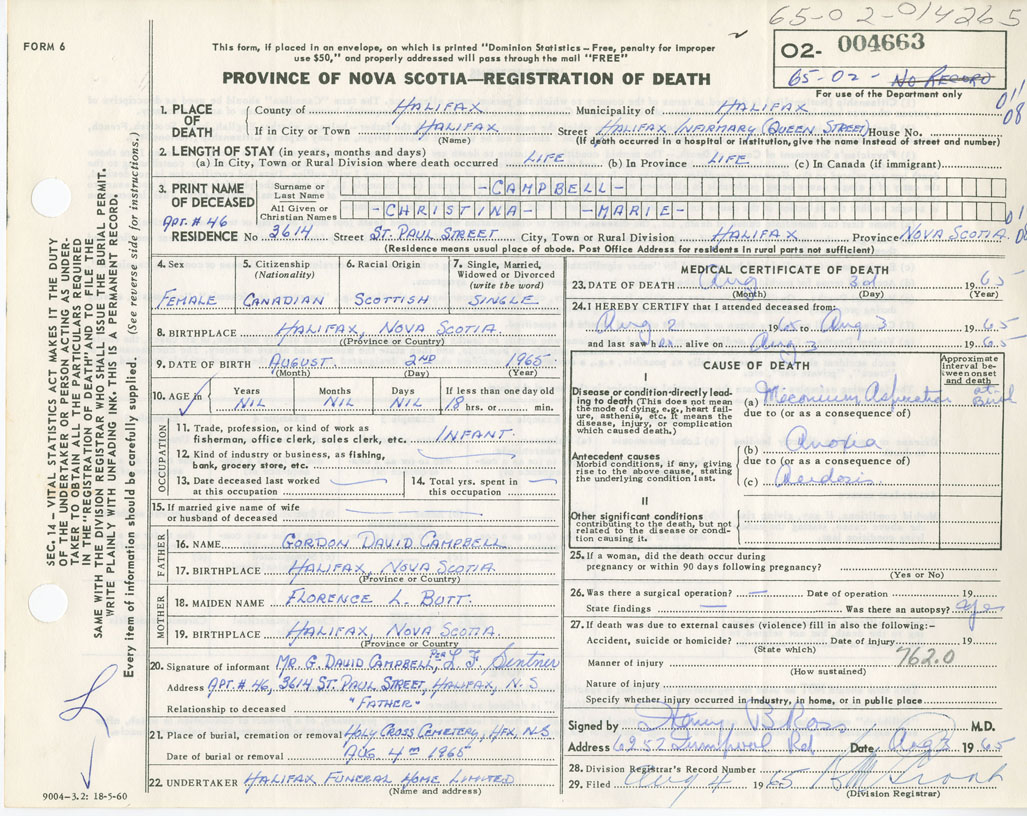 65-02-014265
FORM 6
This form, if placed in an envelope, on which is printed "Dominion Statistics – Free, penalty for improper
use $50," and properly addressed will pass through the mail "FREE"
O2- 004663
65-02- No Record
For use of the Department only
PROVINCE OF NOVA SCOTIA—REGISTRATION OF DEATH
011
08
1. PLACE OF DEATH
County of HALIFAX Municipality of HALIFAX
If in City or Town HALIFAX Street HALIFAX INFIRMARY (QUEEN STREET) House No.
(Name) (If death occurred in a hospital or institution, give the name instead of street and number)
2. LENGTH OF STAY (in years, months and days)
(a) In City, Town or Rural Division where death occurred LIFE (b) In Province LIFE (c) In Canada (if immigrant)
3. PRINT NAME OF DECEASED
Surname or Last Name -CAMPBELL-
All Given or Christian Names -CHRISTINA- -MARIE-
APT. # 46
RESIDENCE No. 3614 Street ST. PAUL STREET City, Town or Rural Division HALIFAX Province NOVA SCOTIA
(Residence means usual place of abode. Post Office Address for residents in rural parts not sufficient)
4. Sex
FEMALE
5. Citizenship
(Nationality)
CANADIAN
6. Racial Origin
SCOTTISH
7. Single, Married,
Widowed or Divorced
(write the word)
SINGLE
8. BIRTHPLACE HALIFAX, NOVA SCOTIA
(Province or Country)
9. DATE OF BIRTH AUGUST 2ND 1965
(Month) (Day) (Year)
10. AGE in
Years NIL
Months NIL
Days NIL
If less than one day old
18 hrs. or min.
OCCUPATION
11. Trade, profession, or kind of work as
fisherman, office clerk, sales clerk, etc. INFANT.
12. Kind of industry or business, as fishing,
bank, grocery store, etc.
13. Date deceased last worked
at this occupation
14. Total yrs. spent in
this occupation
15. If married give name of wife
or husband of deceased
FATHER
16. NAME GORDON DAVID CAMPBELL
17. BIRTHPLACE HALIFAX, NOVA SCOTIA
(Province or Country)
MOTHER
18. MAIDEN NAME FLORENCE L. BUTT.
19. BIRTHPLACE HALIFAX, NOVA SCOTIA.
(Province or Country)
20. Signature of informant MR. G. DAVID CAMPBELL, PER L F
Address APT. # 46, 3614 ST. PAUL STREET, HALIFAX, N.S
Relationship to deceased "FATHER"
21. Place of burial, cremation or removal HOLY CROSS CEMETERY, HFX, N.S
Date of burial or removal AUG 4TH 1965
22. UNDERTAKER HALIFAX FUNERAL HOME LIMITED
(Name and address)
MEDICAL CERTIFICATE OF DEATH
23. DATE OF DEATH Aug 3d 1965
(Month) (Day) (Year)
24. I HEREBY CERTIFY that I attended deceased from:
Aug 2 1965 to Aug 3 1965
and last saw her alive on Aug 3 1965
CAUSE OF DEATH
Approximate
interval be-
tween onset
and death
I
Disease or condition directly lead-
ing to death (This does not mean
the mode of dying, e.g., heart fail-
ure, asthenia, etc. It means the
disease, injury, or complication
which caused death.)
(a) Meconium Aspiration at
due to (or as a consequence of)
Antecedent causes
Morbid conditions, if any, giving
rise to the above cause, stating
the underlying condition last.
(b) Anoxia
due to (or as a consequence of)
(c)
II
Other significant conditions
contributing to the death, but not
related to the disease or condi-
tion causing it.
25. If a woman, did the death occur during
pregnancy or within 90 days following pregnancy?
(Yes or No)
26. Was there a surgical operation? — Date of operation 19
State findings — Was there an autopsy? yes
27. If death was due to external causes (violence) fill in also the following:-
Accident, suicide or homicide? Date of injury 19
(State which)
762.0
Manner of injury
(How sustained)
Nature of injury
Specify whether injury occurred in industry, in home, or in public place
Signed by Henry B Ross M.D.
Address 6952 Rd. Date Aug 3 1965
28. Division Registrar's Record Number
29. Filed Aug 4 1965
(Division Registrar)
SEC. 14 – VITAL STATISTICS ACT MAKES IT THE DUTY
OF THE UNDERTAKER OR PERSON ACTING AS UNDER-
TAKER TO OBTAIN ALL THE PARTICULARS REQUIRED
IN THE "REGISTRATION OF DEATH" AND TO FILE THE
SAME WITH THE DIVISION REGISTRAR WHO SHALL ISSUE THE BURIAL PERMIT.
WRITE PLAINLY WITH UNFADING INK. THIS IS A PERMANENT RECORD.
Every item of information should be carefully supplied. (See reverse side for instructions.)
9004-3.2: 18-5-60